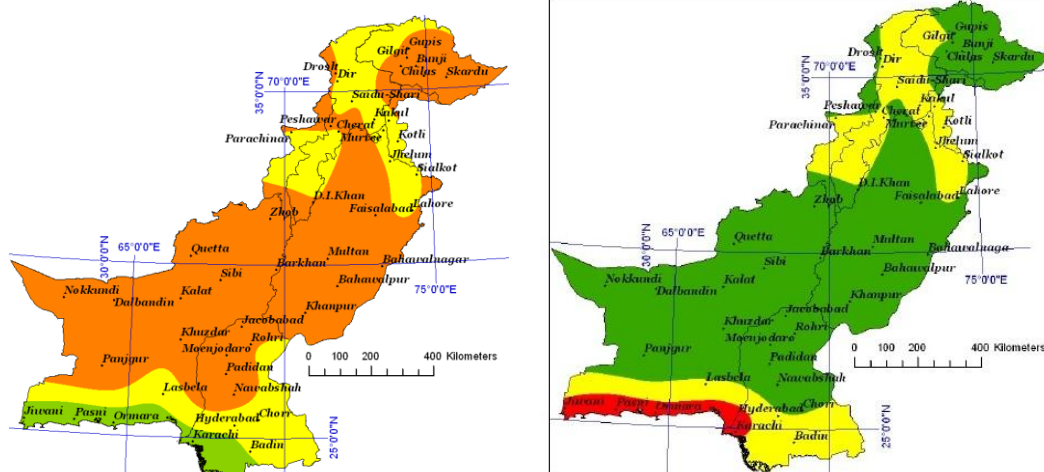 Gupis
Gilgit
Bunji
Drosh
Chilas
Skardu
Dir
70°0'0"E
35°0'0"N
Saidu-Shari
Kakul
Peshawar
Cherat
Kotli
Parachinar
Murree
Jhelum
Sialkot
D.I.Khan
Lahore
Zhob
Faisalabad
65°0'0"E
Quetta
Multan
30°0'0"N
Barkhan
Bahawalnagar
Sibi
Bahawalpur
75°0'0"E
Nokkundi
Kalat
Dalbandin
Khanpur
Jacobabad
Khuzdar
Rohri
Moenjodaro
Panjgur
0 100 200 400 Kilometers
Padidan
Lasbela
Nawabshah
Jiwani
Pasni
Ormara
Chorr
Hyderabad
Karachi
Badin
25°0'0"N
Gupis
Gilgit
Bunji
Drosh
Chilas
Skardu
Dir
70°0'0"E
35°0'0"N
Saidu-Shari
Kakul
Peshawar
Cherat
Kotli
Parachinar
Murree
Jhelum
Sialkot
D.I.Khan
Lahore
Zhob
Faisalabad
65°0'0"E
Quetta
Multan
30°0'0"N
Barkhan
Bahawalnagar
Sibi
Bahawalpur
75°0'0"E
Nokkundi
Kalat
Dalbandin
Khanpur
Jacobabad
Khuzdar
Rohri
Moenjodaro
Panjgur
0 100 200 400 Kilometers
Padidan
Lasbela
Nawabshah
Jiwani
Pasni
Ormara
Chorr
Hyderabad
Karachi
Badin
25°0'0"N